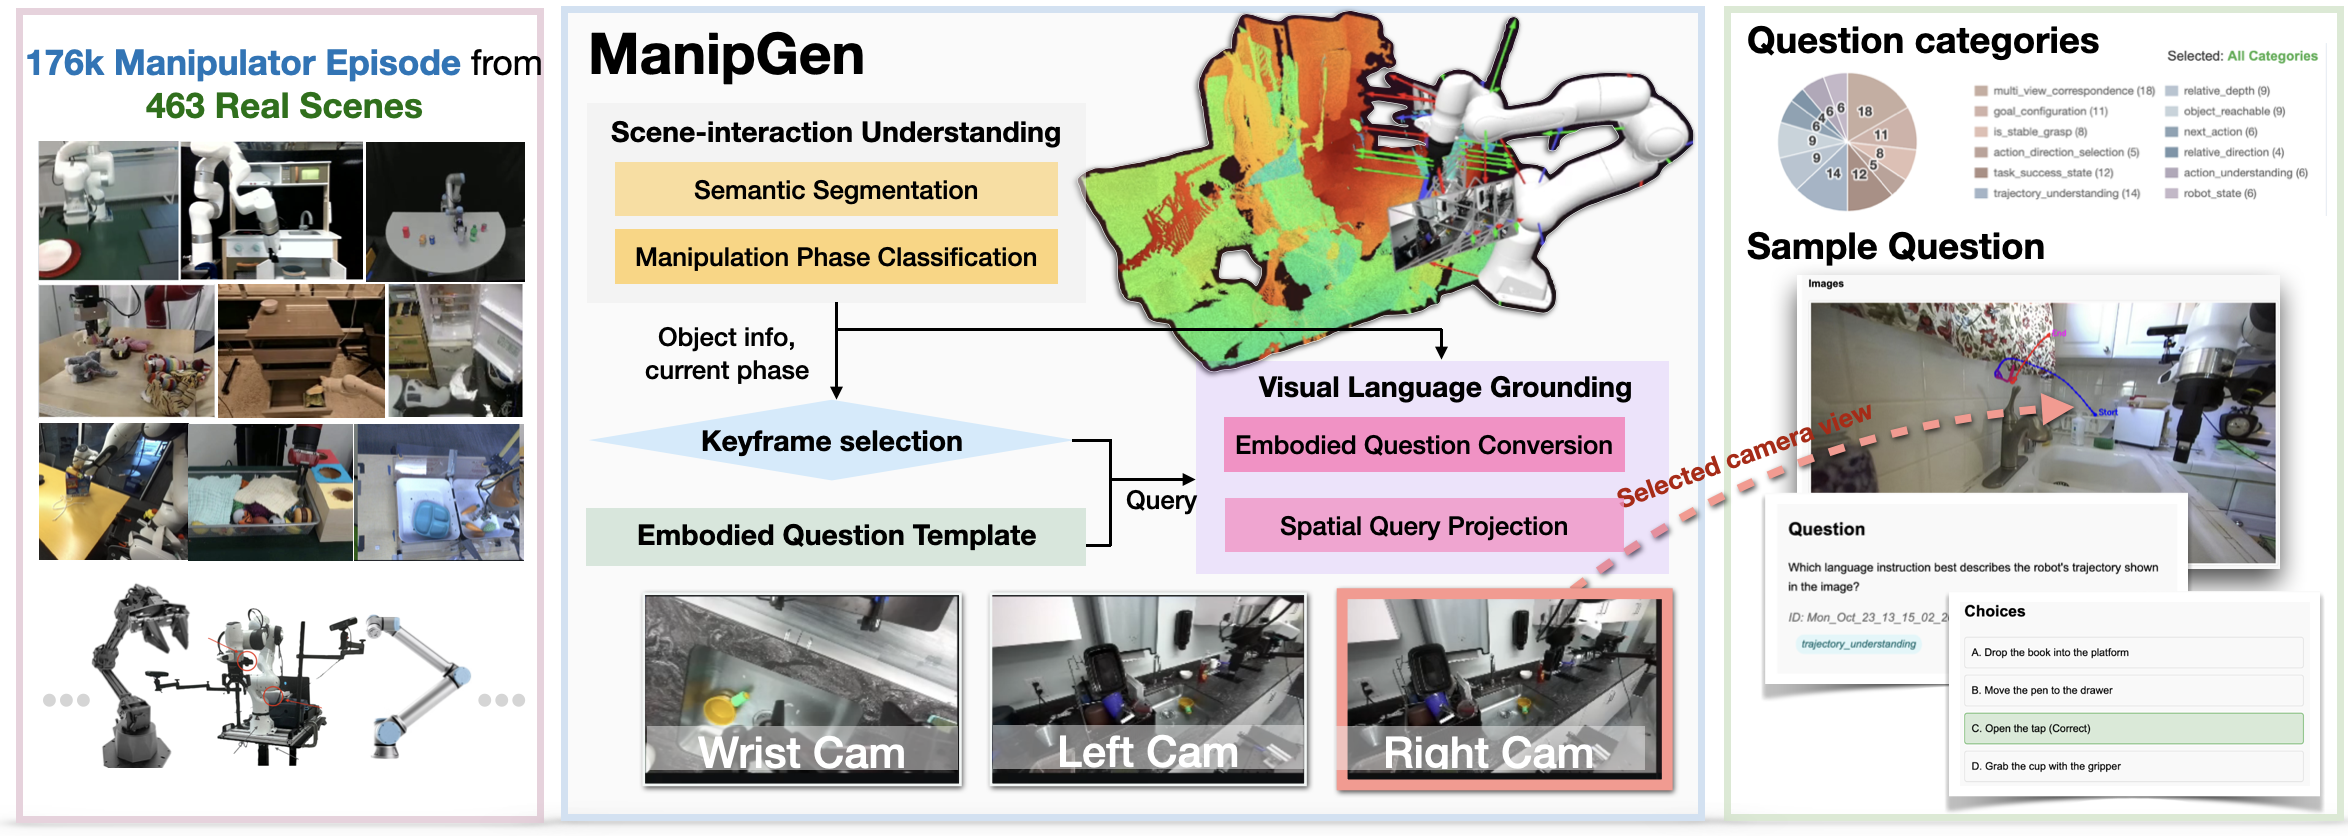 176k Manipulator Episode from
463 Real Scenes
ManipGen
Scene-interaction Understanding
Semantic Segmentation
Manipulation Phase Classification
Object info,
current phase
Keyframe selection
Embodied Question Template
Query
Visual Language Grounding
Embodied Question Conversion
Spatial Query Projection
Selected camera view
Wrist Cam
Left Cam
Right Cam
Question categories
Selected: All Categories
18
11
8
5
12
14
9
9
6
4
6
6
multi_view_correspondence (18)
goal_configuration (11)
is_stable_grasp (8)
action_direction_selection (5)
task_success_state (12)
trajectory_understanding (14)
relative_depth (9)
object_reachable (9)
next_action (6)
relative_direction (4)
action_understanding (6)
robot_state (6)
Sample Question
Images
End
Start
Question
Which language instruction best describes the robot's trajectory shown
in the image?
ID: Mon_Oct_23_13_15_02_2
trajectory_understanding
Choices
A. Drop the book into the platform
B. Move the pen to the drawer
C. Open the tap (Correct)
D. Grab the cup with the gripper